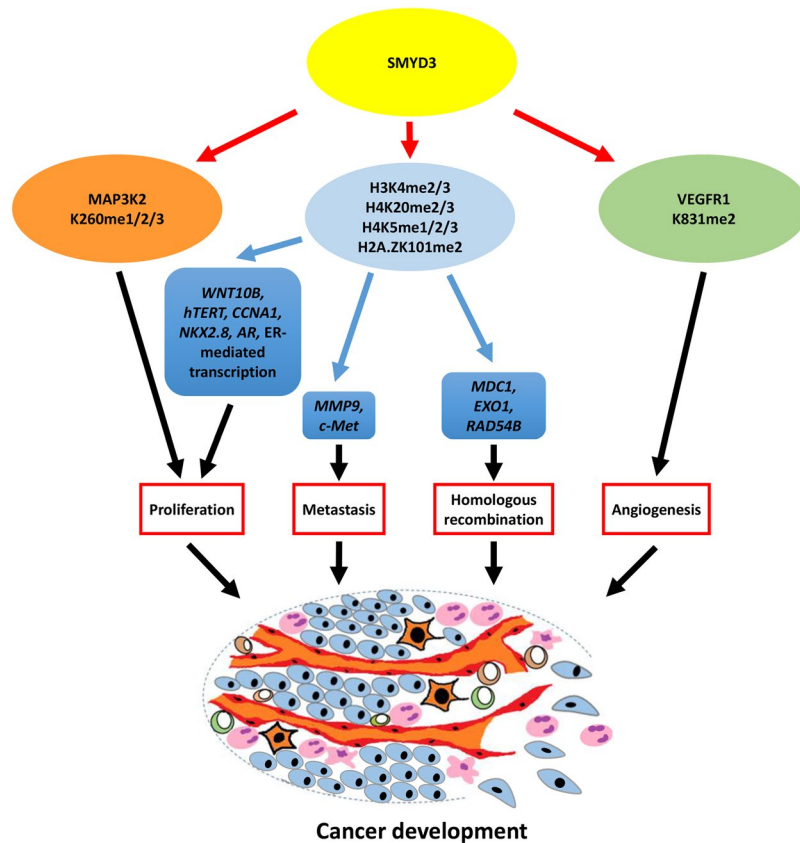 SMYD3
MAP3K2
K260me1/2/3
H3K4me2/3
H4K20me2/3
H4K5me1/2/3
H2A.ZK101me2
VEGFR1
K831me2
WNT10B,
hTERT, CCNA1,
NKX2.8, AR, ER-
mediated
transcription
MMP9,
c-Met
MDC1,
EXO1,
RAD54B
Proliferation
Metastasis
Homologous
recombination
Angiogenesis
Cancer development